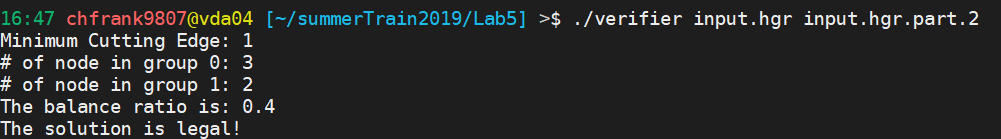 16:47 chfrank9807@vda04 [~/summerTrain2019/Lab5] >$ ./verifier input.hgr input.hgr.part.2
Minimum Cutting Edge: 1
# of node in group 0: 3
# of node in group 1: 2
The balance ratio is: 0.4
The solution is legal!